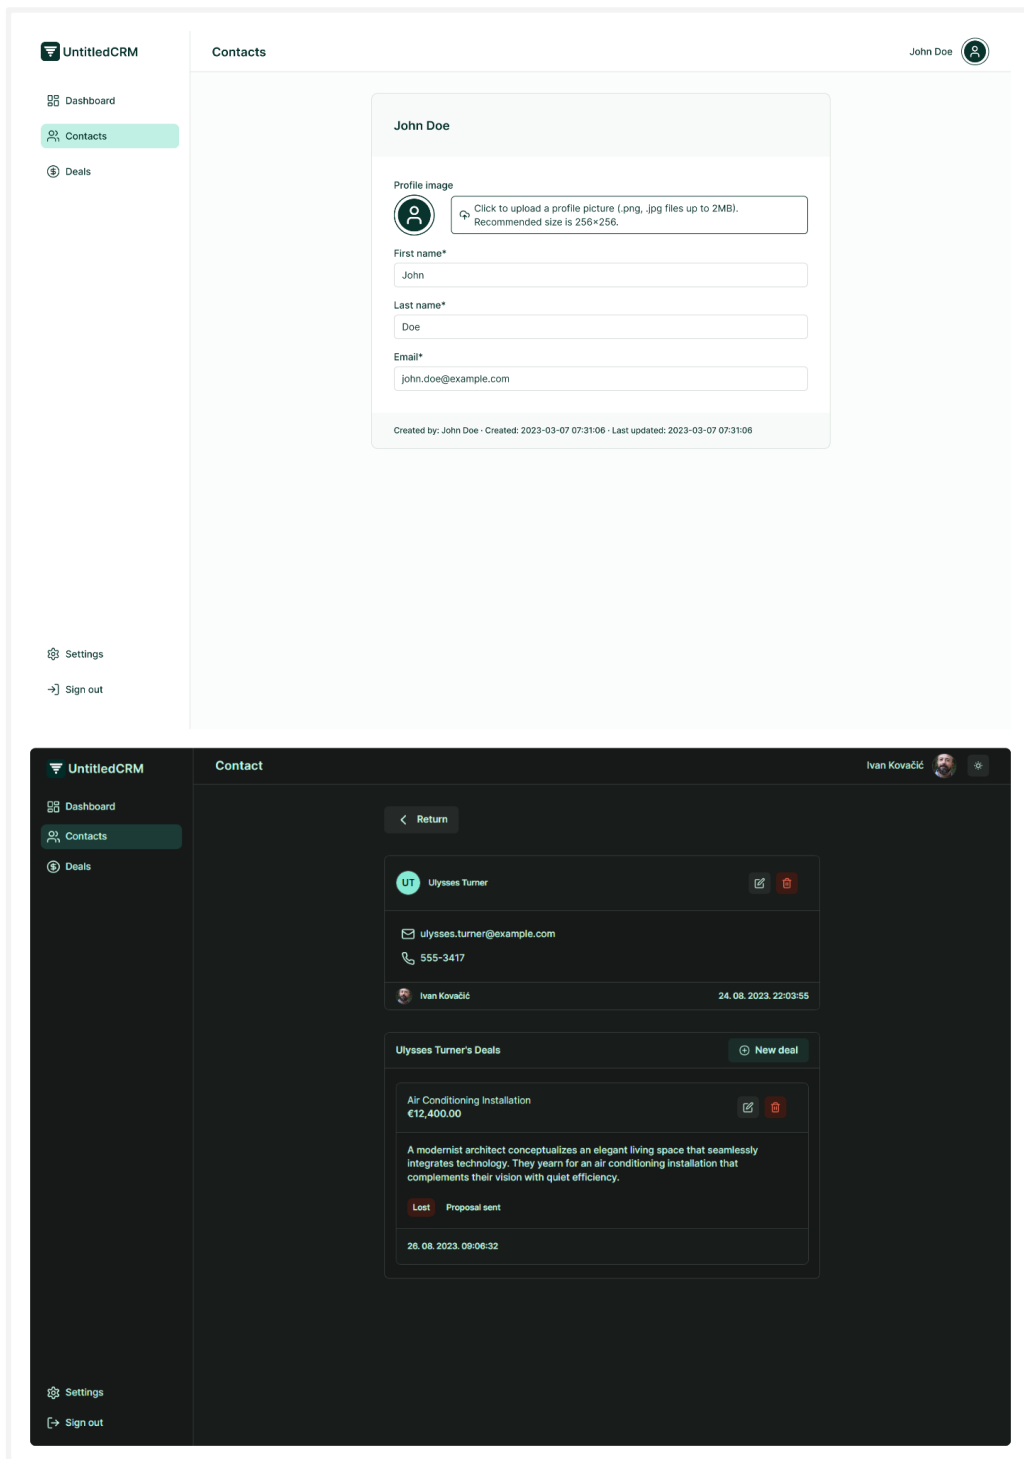 UntitledCRM
Contacts
John Doe
Dashboard
Contacts
Deals
John Doe
Profile image
Click to upload a profile picture (.png, .jpg files up to 2MB).
Recommended size is 256×256.
First name*
John
Last name*
Doe
Email*
john.doe@example.com
Created by: John Doe · Created: 2023-03-07 07:31:06 · Last updated: 2023-03-07 07:31:06
Settings
Sign out
UntitledCRM
Contact
Ivan Kovačić
Dashboard
Contacts
Deals
Return
UT
Ulysses Turner
ulysses.turner@example.com
555-3417
Ivan Kovačić
24. 08. 2023. 22:03:55
Ulysses Turner's Deals
New deal
Air Conditioning Installation
€12,400.00
A modernist architect conceptualizes an elegant living space that seamlessly
integrates technology. They yearn for an air conditioning installation that
complements their vision with quiet efficiency.
Lost
Proposal sent
26. 08. 2023. 09:06:32
Settings
Sign out